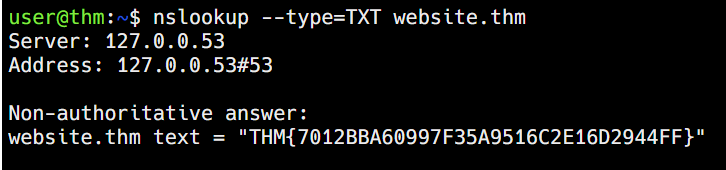 user@thm:~$ nslookup --type=TXT website.thm
Server: 127.0.0.53
Address: 127.0.0.53#53
Non-authoritative answer:
website.thm text = "THM{7012BBA60997F35A9516C2E16D2944FF}"